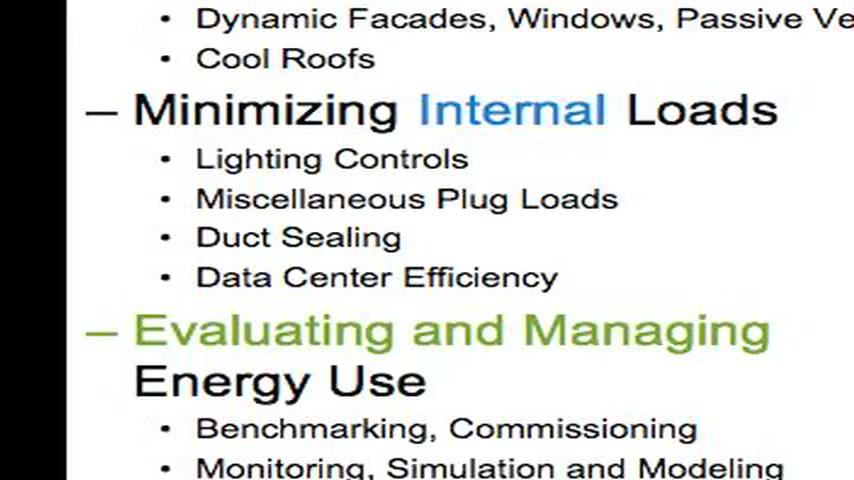 • Dynamic Facades, Windows, Passive
• Cool Roofs
– Minimizing Internal Loads
• Lighting Controls
• Miscellaneous Plug Loads
• Duct Sealing
• Data Center Efficiency
– Evaluating and Managing
Energy Use
• Benchmarking, Commissioning
• Monitoring, Simulation and Modeling